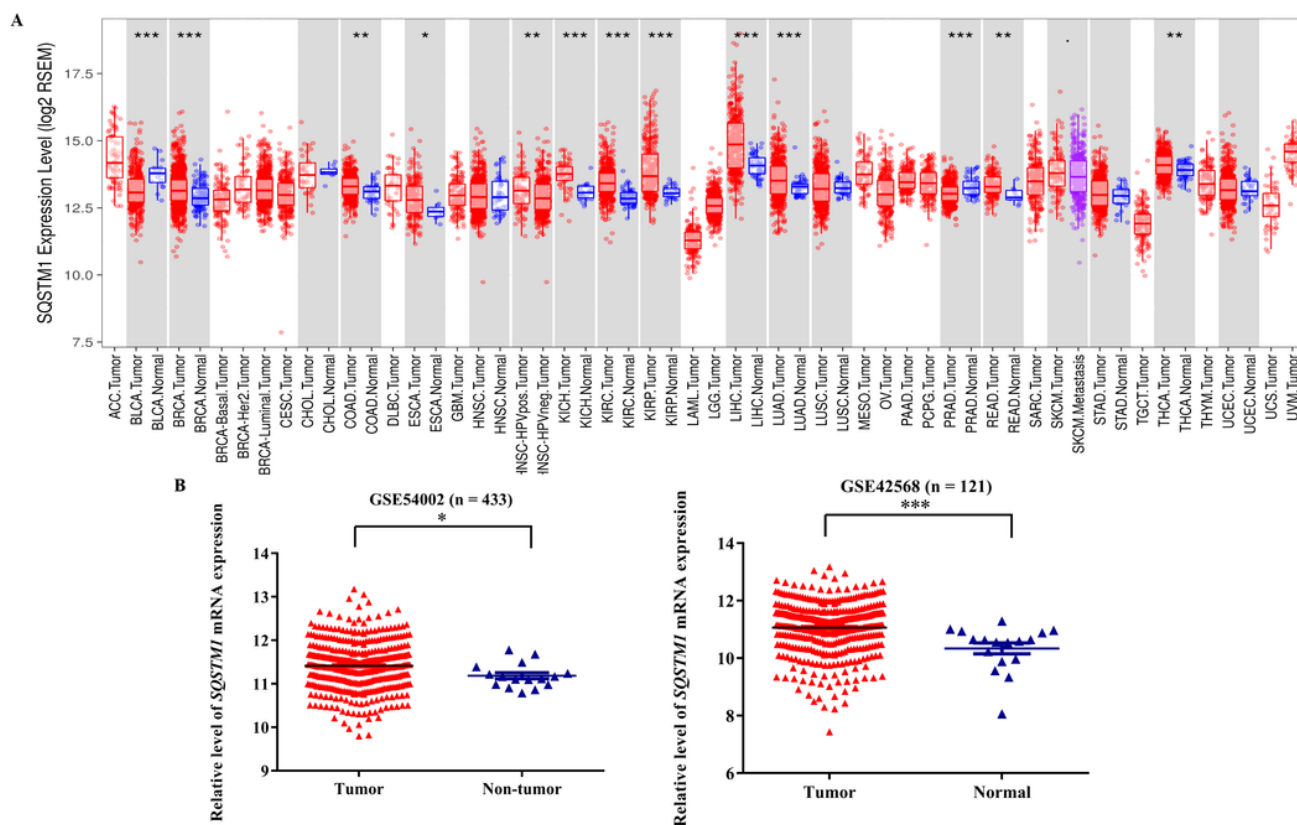 A
*** *** ** * ** *** *** *** *** *** *** ** . **
SQSTM1 Expression Level (log2 RSEM)
17.5
15.0
12.5
10.0
7.5
ACC.Tumor
BLCA.Tumor
BLCA.Normal
BRCA.Tumor
BRCA.Normal
BRCA-Basal.Tumor
BRCA-Her2.Tumor
BRCA-Luminal.Tumor
CESC.Tumor
CHOL.Tumor
CHOL.Normal
COAD.Tumor
COAD.Normal
DLBC.Tumor
ESCA.Tumor
ESCA.Normal
GBM.Tumor
HNSC.Tumor
HNSC.Normal
HNSC-HPVpos.Tumor
HNSC-HPVneg.Tumor
KICH.Tumor
KICH.Normal
KIRC.Tumor
KIRC.Normal
KIRP.Tumor
KIRP.Normal
LAML.Tumor
LGG.Tumor
LIHC.Tumor
LIHC.Normal
LUAD.Tumor
LUAD.Normal
LUSC.Tumor
LUSC.Normal
MESO.Tumor
OV.Tumor
PAAD.Tumor
PCPG.Tumor
PRAD.Tumor
PRAD.Normal
READ.Tumor
READ.Normal
SARC.Tumor
SKCM.Tumor
SKCM.Metastasis
STAD.Tumor
STAD.Normal
TGCT.Tumor
THCA.Tumor
THCA.Normal
THYM.Tumor
UCEC.Tumor
UCEC.Normal
UCS.Tumor
UVM.Tumor
B
GSE54002 (n = 433)
*
Relative level of SQSTM1 mRNA expression
14
13
12
11
10
9
Tumor
Non-tumor
GSE42568 (n = 121)
***
Relative level of SQSTM1 mRNA expression
14
12
10
8
6
Tumor
Normal